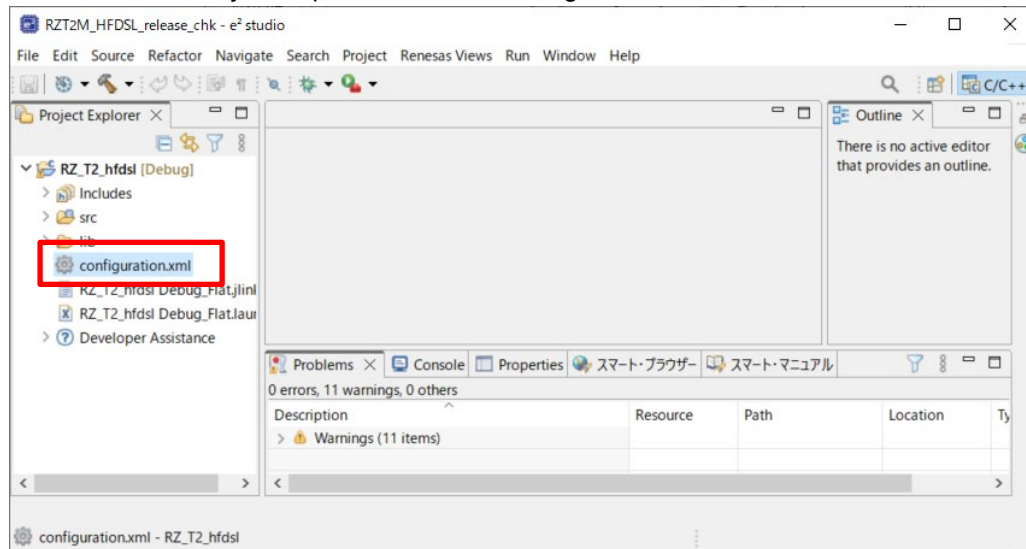 RZT2M_HFDSL_release_chk - e² studio
File Edit Source Refactor Navigate Search Project Renesas Views Run Window Help
C/C++
Project Explorer
Outline
There is no active editor
that provides an outline.
RZ_T2_hfdsl [Debug]
Includes
src
lib
configuration.xml
RZ_T2_hfdsl Debug_Flat.jlink
RZ_T2_hfdsl Debug_Flat.laun
Developer Assistance
Problems Console Properties スマート・ブラウザー スマート・マニュアル
0 errors, 11 warnings, 0 others
Description Resource Path Location Ty
Warnings (11 items)
configuration.xml - RZ_T2_hfdsl